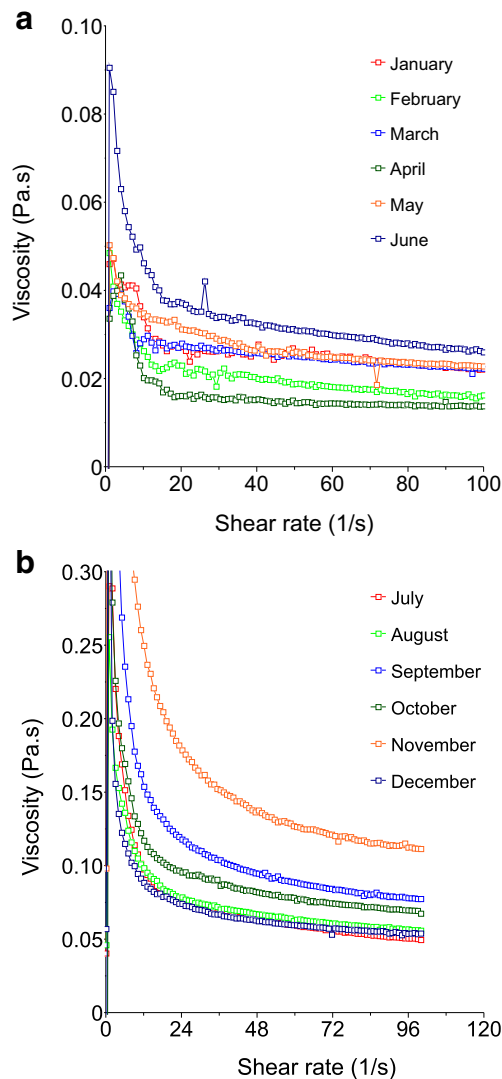 a
0.10
0.08
0.06
0.04
0.02
0
Viscosity (Pa.s)
January
February
March
April
May
June
0 20 40 60 80 100
Shear rate (1/s)
b
0.30
0.25
0.20
0.15
0.10
0.05
0.00
Viscosity (Pa.s)
July
August
September
October
November
December
0 24 48 72 96 120
Shear rate (1/s)